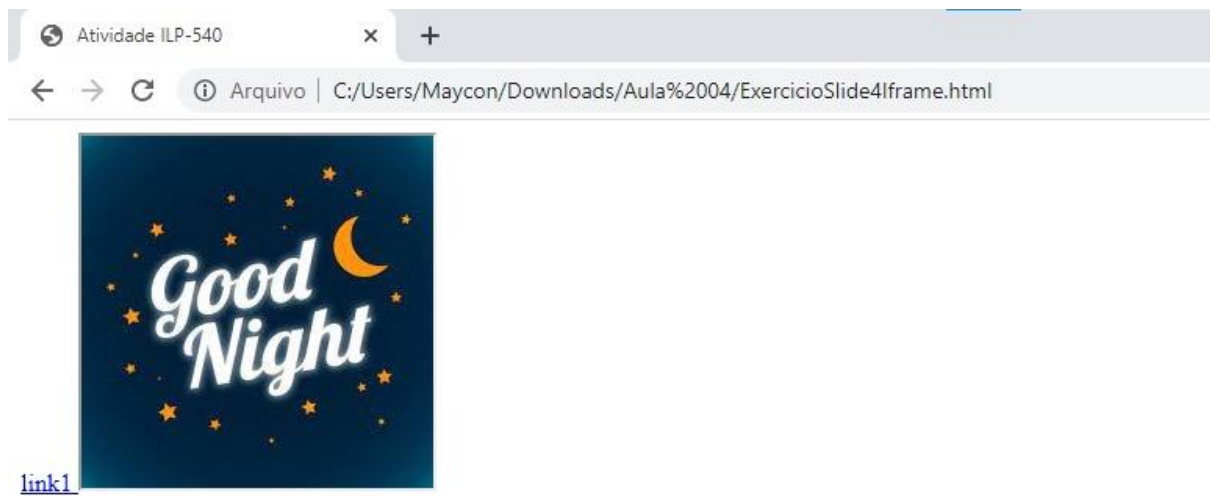 Atividade ILP-540
Arquivo | C:/Users/Maycon/Downloads/Aula%2004/ExercicioSlide4Iframe.html
Good
Night
link1